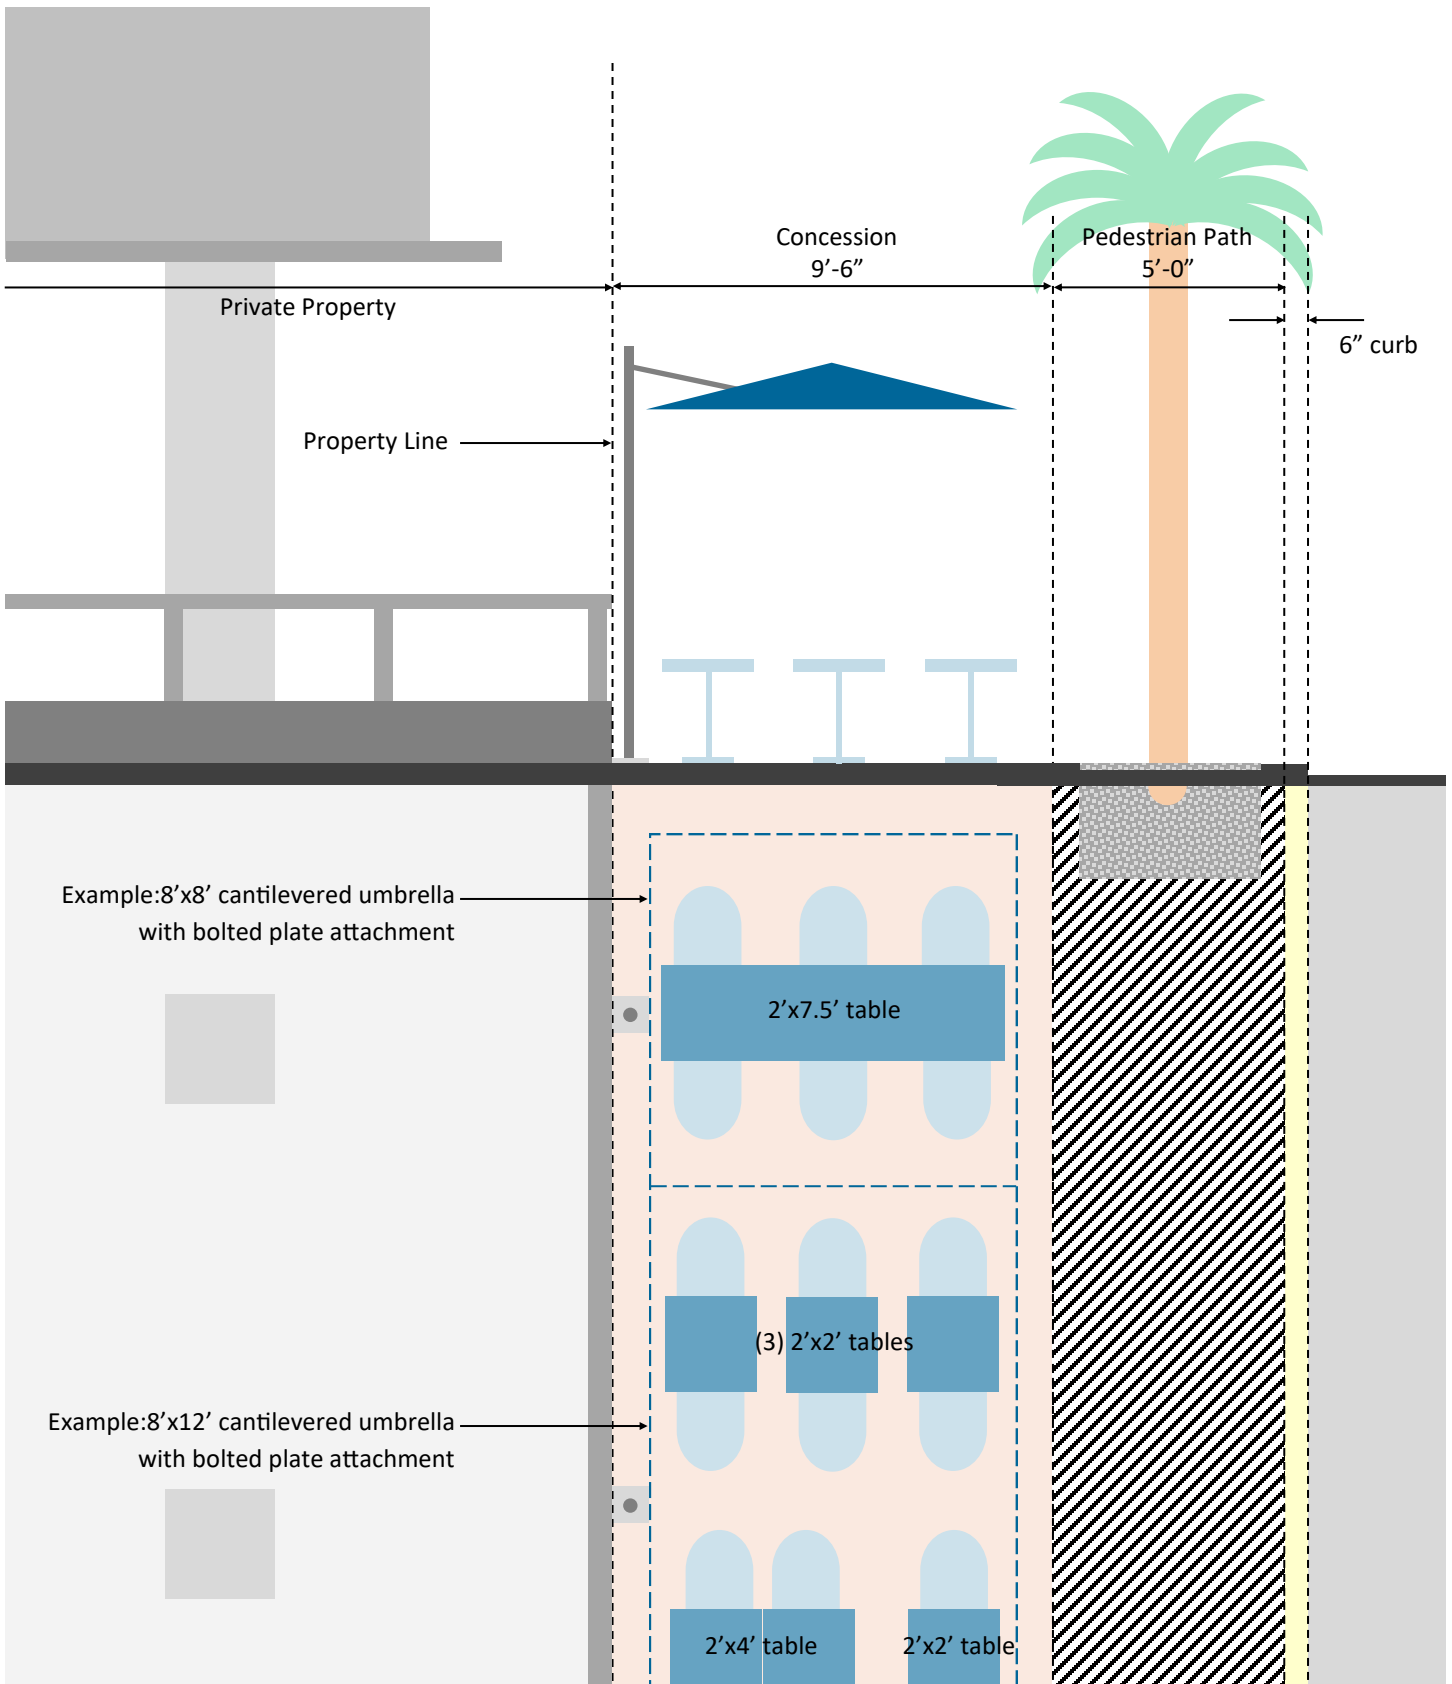 Concession
9’-6”
Pedestrian Path
5’-0”
Private Property
6” curb
Property Line
Example:8’x8’ cantilevered umbrella
with bolted plate attachment
2’x7.5’ table
(3) 2’x2’ tables
Example:8’x12’ cantilevered umbrella
with bolted plate attachment
2’x4’ table
2’x2’ table